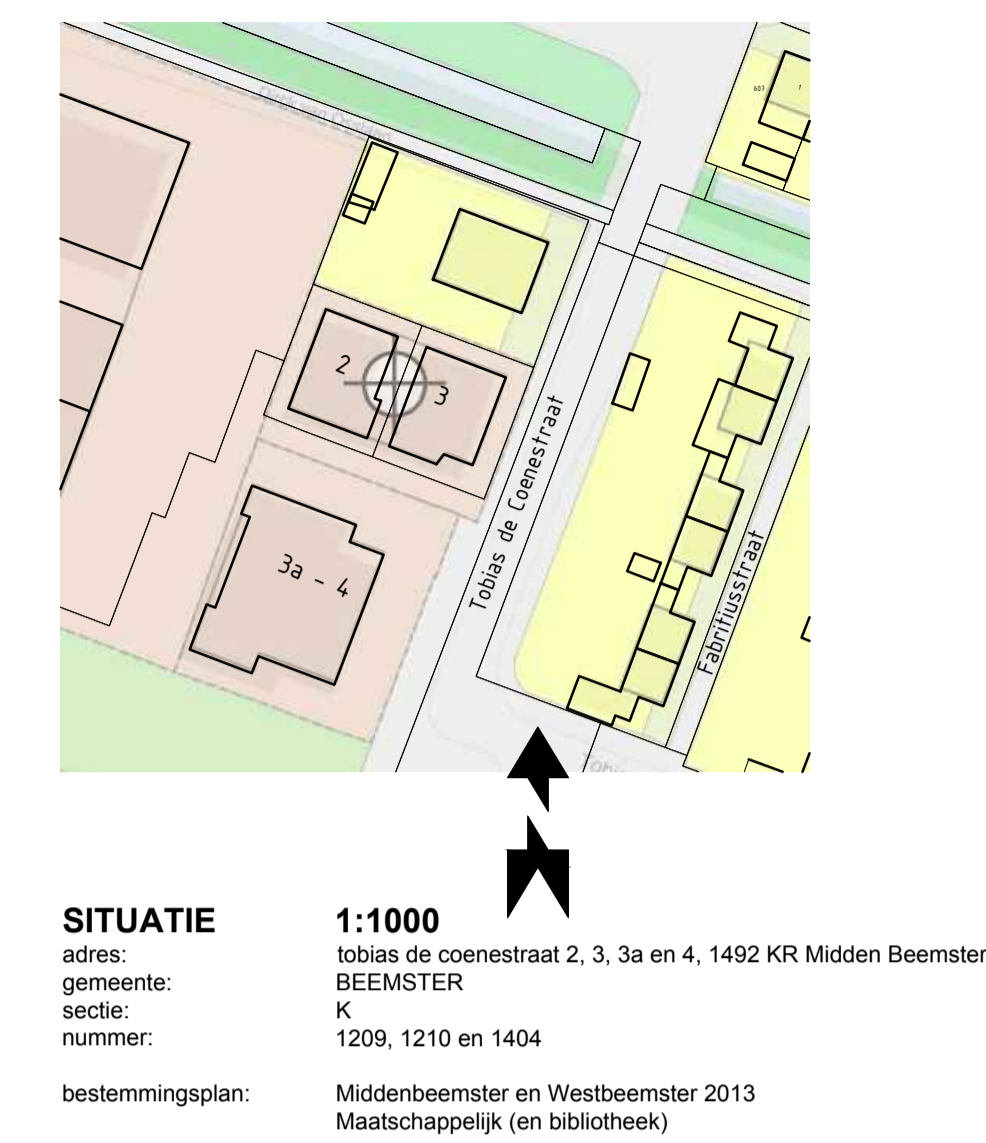 607
1
2
3
3a - 4
Tobias de Coenestraat
Fabritiusstraat
SITUATIE 1:1000
adres: tobias de coenestraat 2, 3, 3a en 4, 1492 KR Midden Beemster
gemeente: BEEMSTER
sectie: K
nummer: 1209, 1210 en 1404
bestemmingsplan: Middenbeemster en Westbeemster 2013
Maatschappelijk (en bibliotheek)